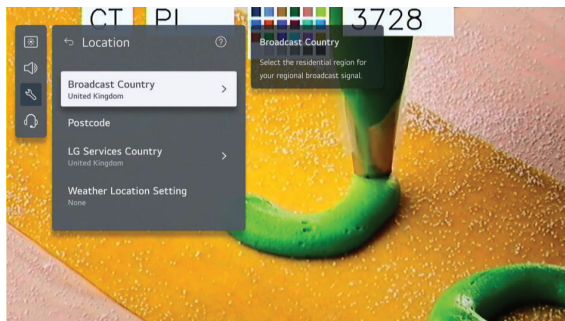 CT PL 3728
Location
Broadcast Country
United Kingdom
Postcode
LG Services Country
United Kingdom
Weather Location Setting
None
Broadcast Country
Select the residential region for
your regional broadcast signal.